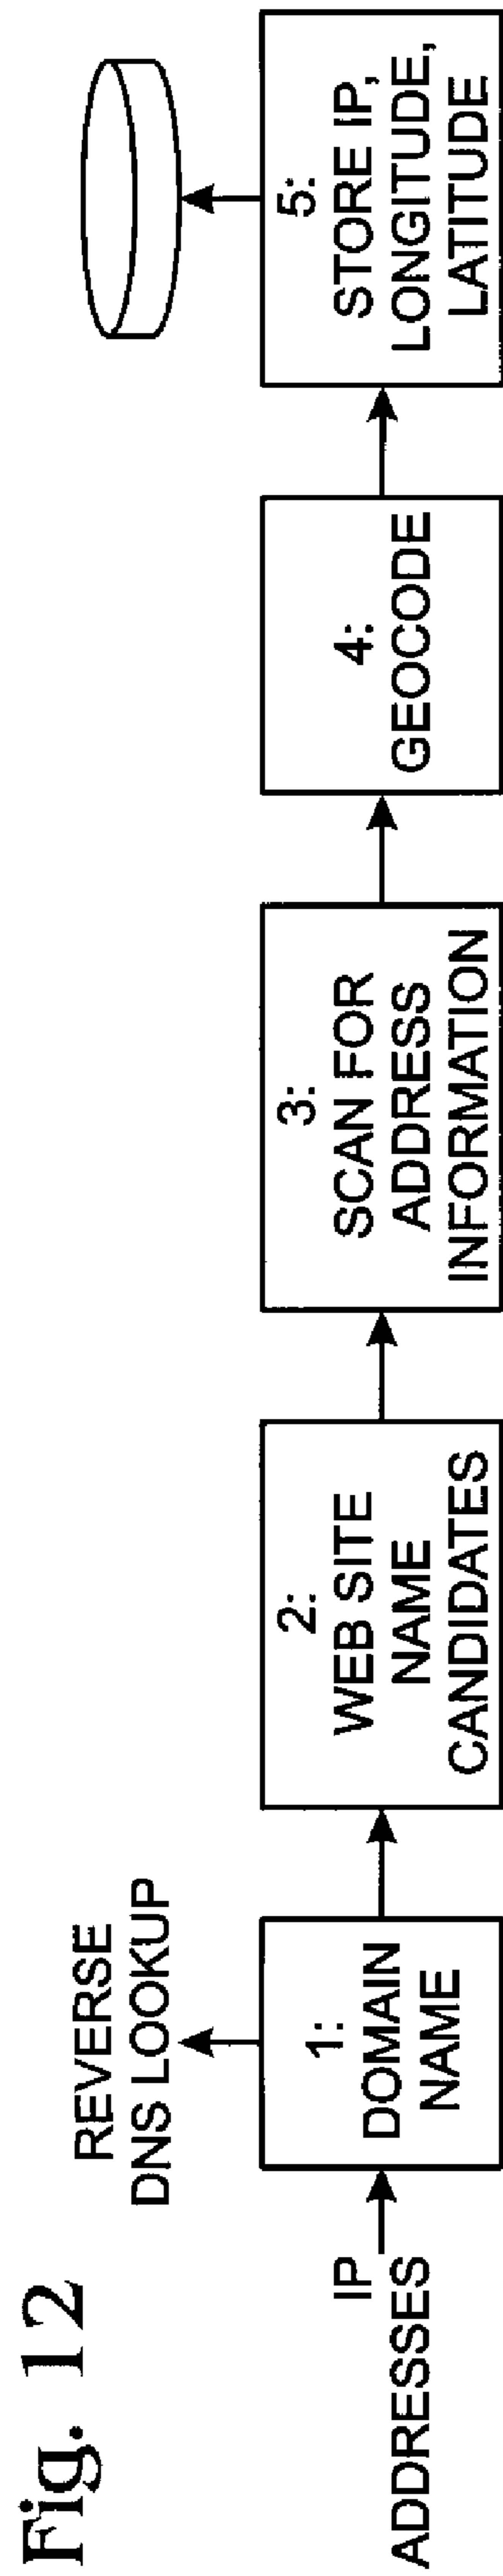 Fig. 12
IP
ADDRESSES
REVERSE
DNS LOOKUP
1:
DOMAIN
NAME
2:
WEB SITE
NAME
CANDIDATES
3:
SCAN FOR
ADDRESS
INFORMATION
4:
GEOCODE
5:
STORE IP,
LONGITUDE,
LATITUDE